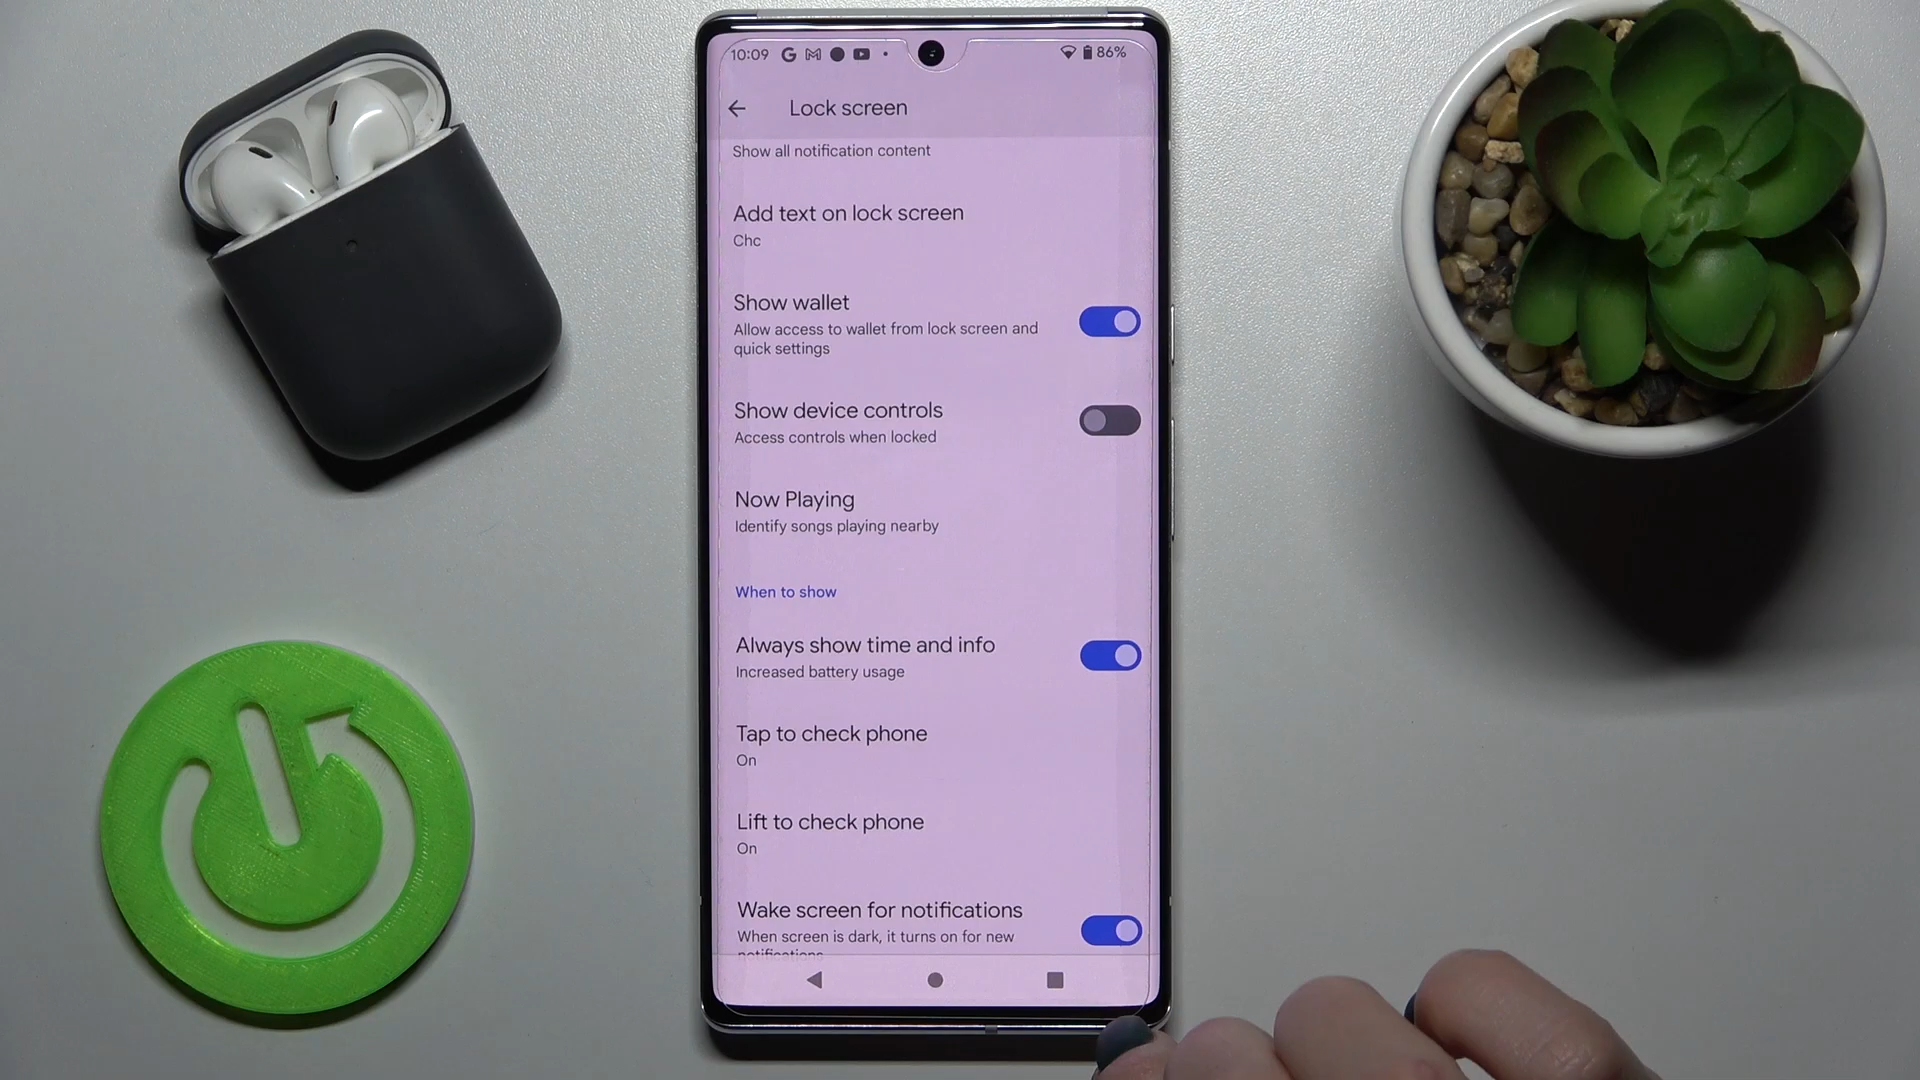 10:09 86%
Lock screen
Show all notification content
Add text on lock screen
Chc
Show wallet
Allow access to wallet from lock screen and
quick settings
Show device controls
Access controls when locked
Now Playing
Identify songs playing nearby
When to show
Always show time and info
Increased battery usage
Tap to check phone
On
Lift to check phone
On
Wake screen for notifications
When screen is dark, it turns on for new
notifications